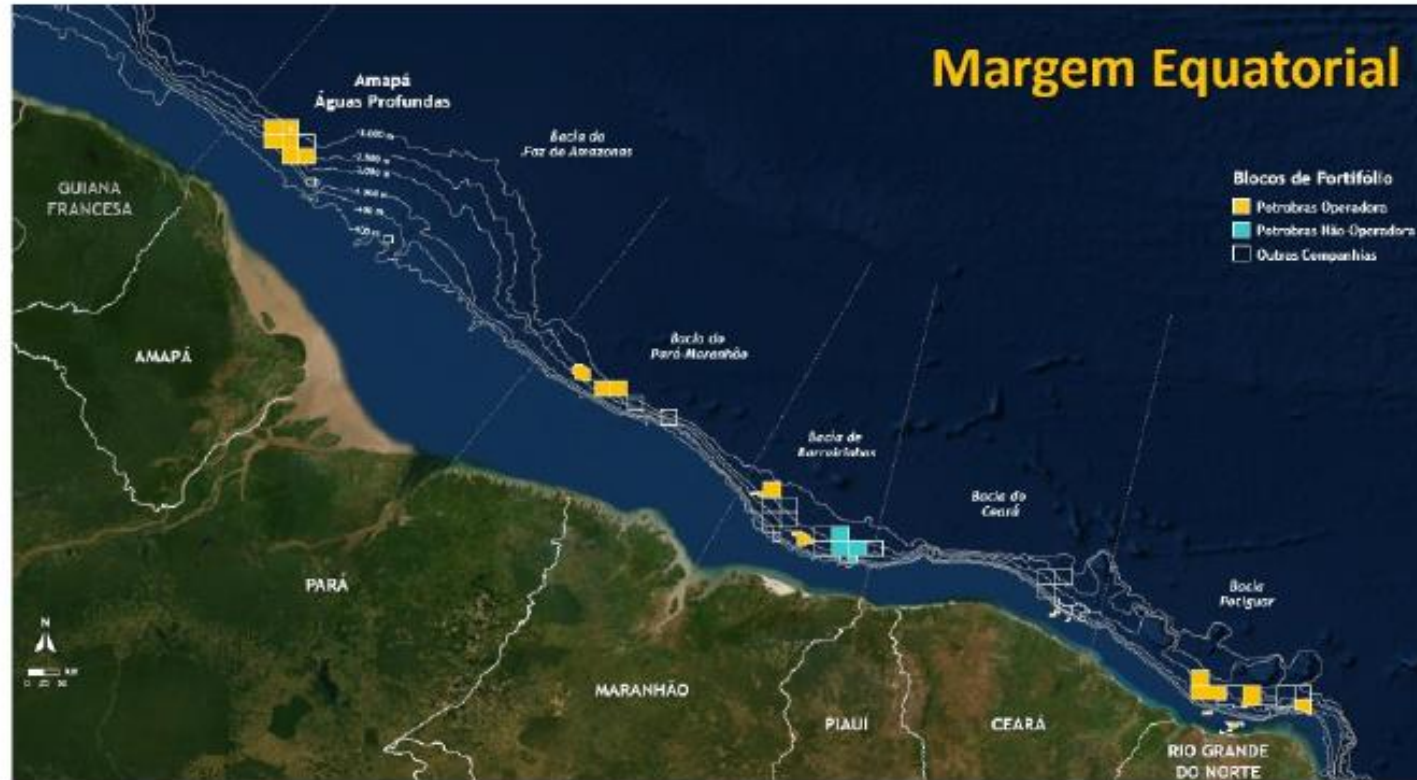 Margem Equatorial
Amapá
Águas Profundas
Bacia da
Foz de Amazonas
Blocos de Fortifólio
Petrobras Operadora
Petrobras Não-Operadora
Outras Companhias
GUIANA
FRANCESA
AMAPÁ
Bacia do
Pará-Maranhão
Bacia de
Barreirinhas
Bacia do
Ceará
Bacia
Potiguar
PARÁ
N
MARANHÃO
PIAUÍ
CEARÁ
RIO GRANDE
DO NORTE